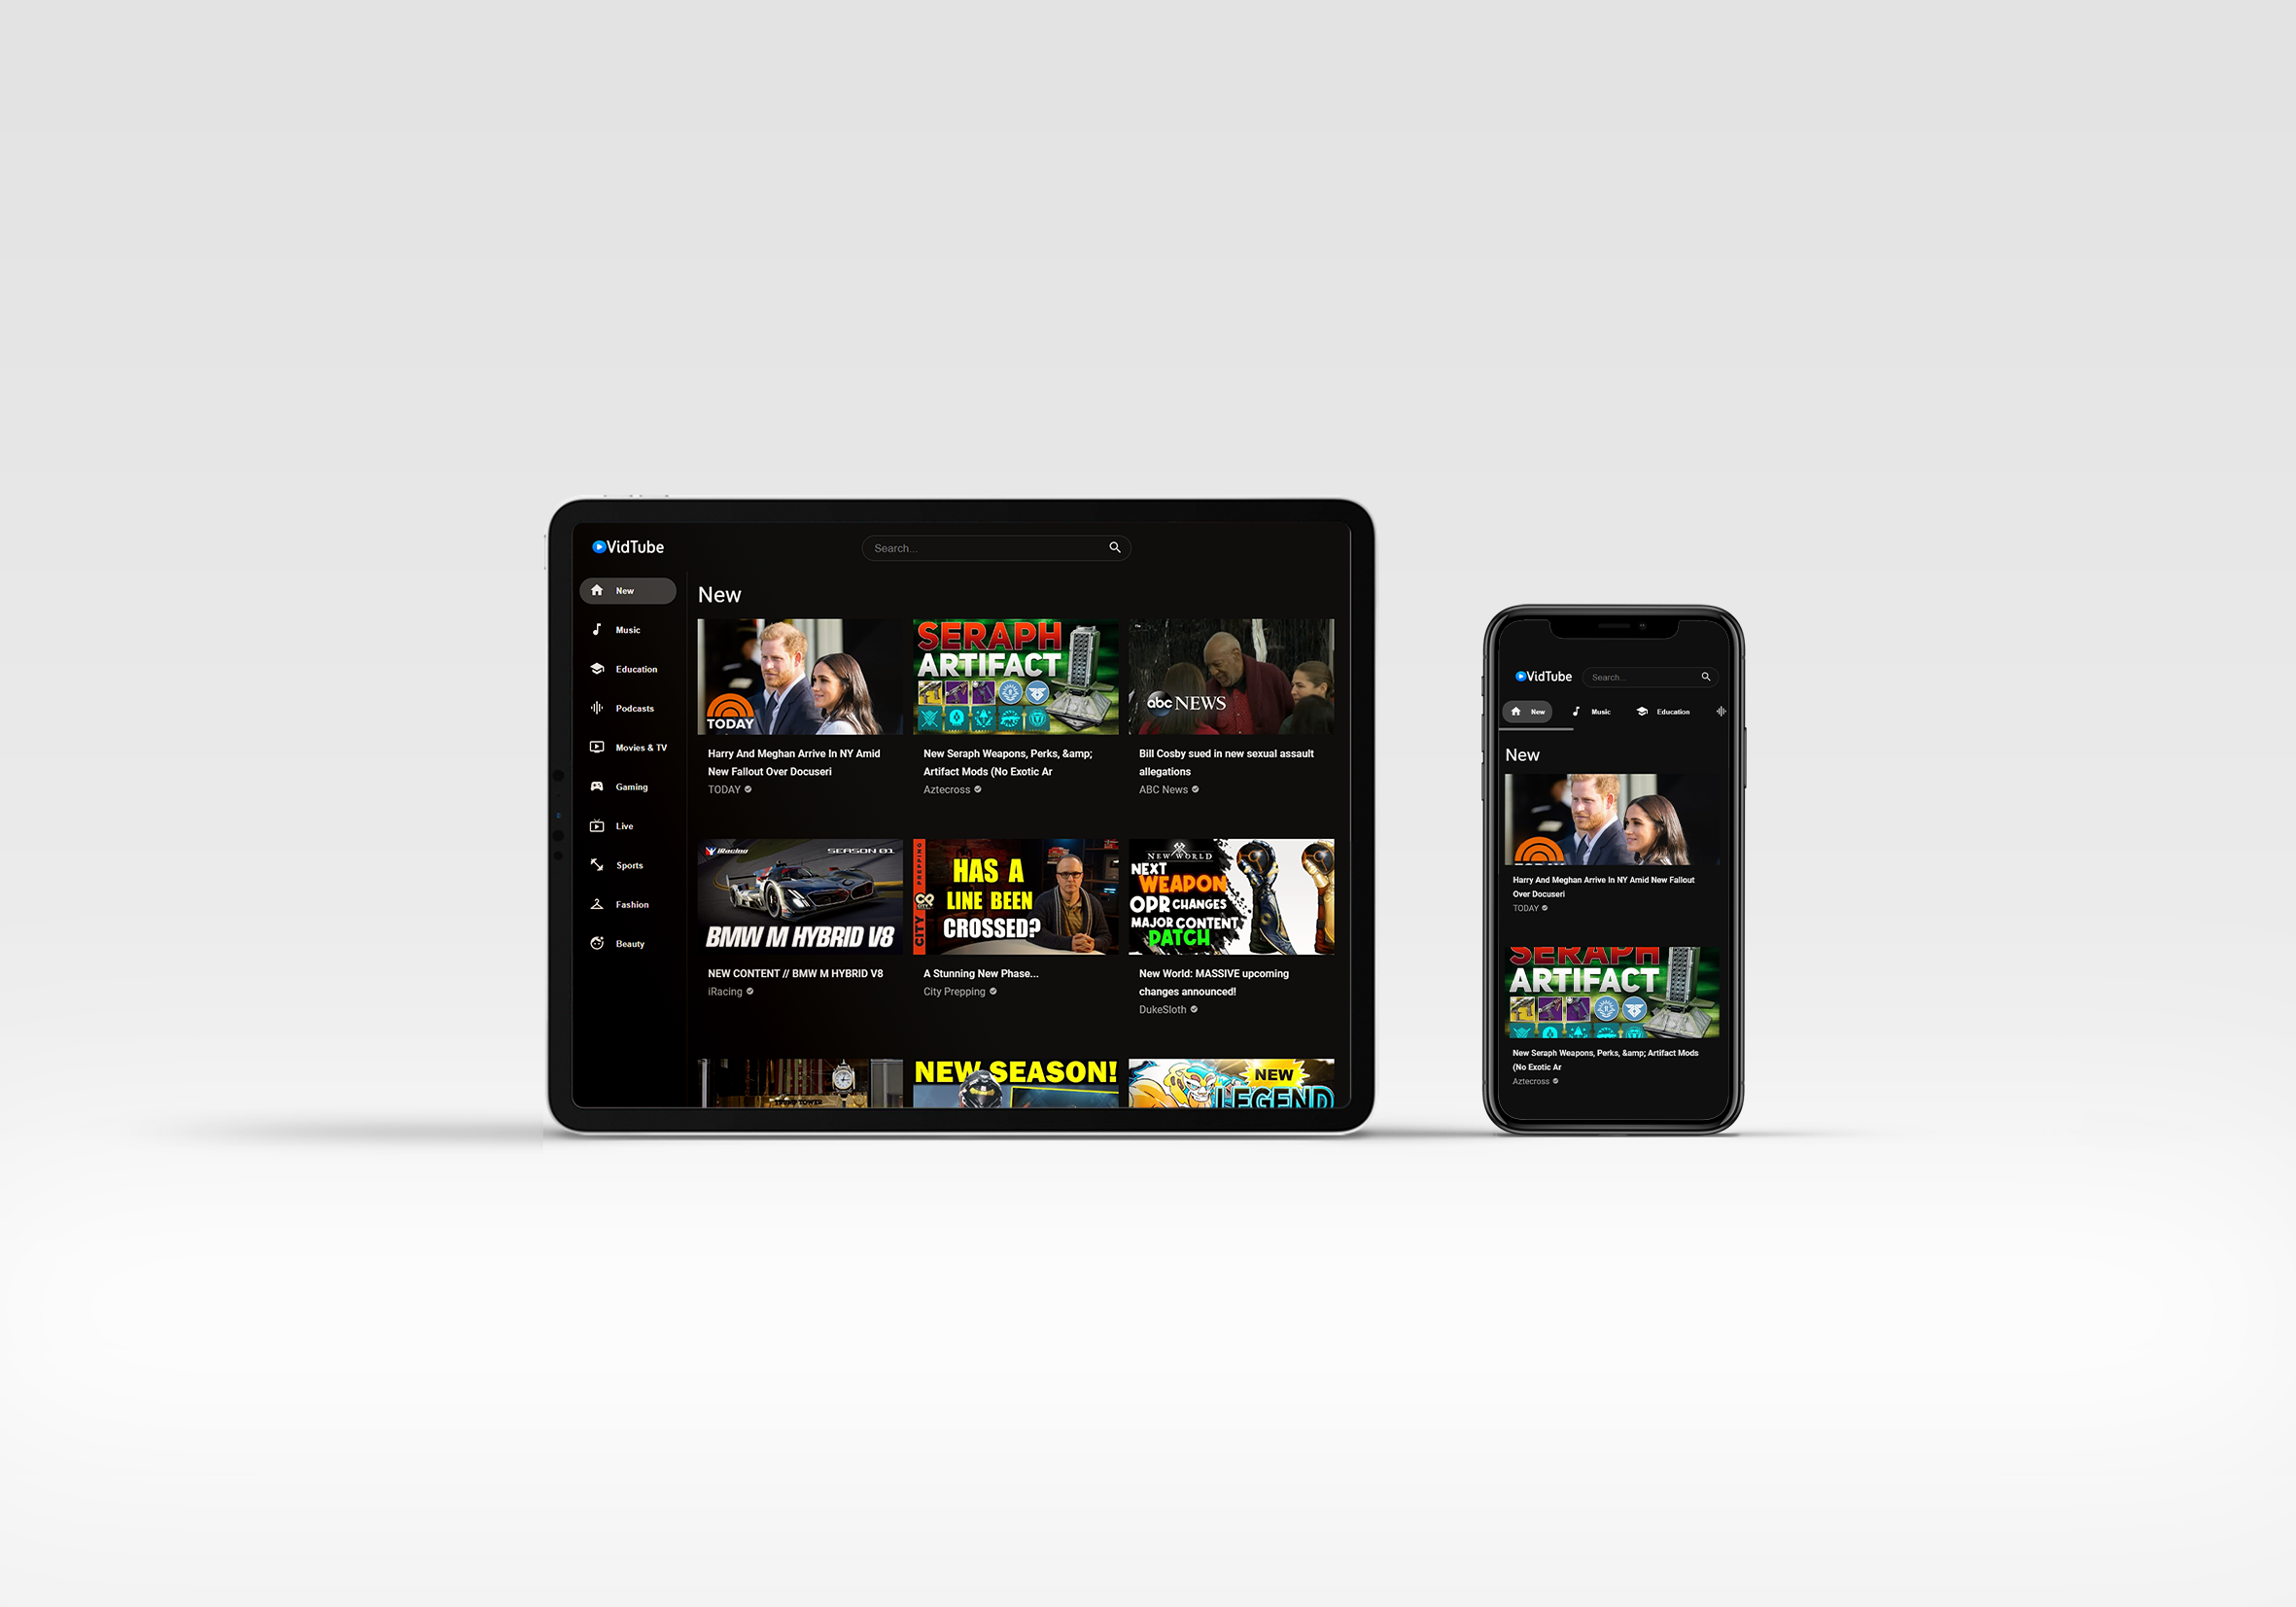 VidTube
Search...
New
Music
Education
Podcasts
Movies & TV
Gaming
Live
Sports
Fashion
Beauty
New
TODAY
SERAPH
ARTIFACT
abc NEWS
Harry And Meghan Arrive In NY Amid
New Fallout Over Docuseri
TODAY
New Seraph Weapons, Perks, &amp;
Artifact Mods (No Exotic Ar
Aztecross
Bill Cosby sued in new sexual assault
allegations
ABC News
iRacing
SEASON 01
BMW M HYBRID V8
CITY PREPPING
HAS A
LINE BEEN
CROSSED?
NEW WORLD
NEXT
WEAPON
OPR CHANGES
MAJOR CONTENT
PATCH
NEW CONTENT // BMW M HYBRID V8
iRacing
A Stunning New Phase...
City Prepping
New World: MASSIVE upcoming
changes announced!
DukeSloth
TRUMP TOWER
NEW SEASON!
NEW
LEGEND
VidTube
Search...
New
Music
Education
New
TODAY
Harry And Meghan Arrive In NY Amid New Fallout
Over Docuseri
TODAY
SERAPH
ARTIFACT
New Seraph Weapons, Perks, &amp; Artifact Mods
(No Exotic Ar
Aztecross